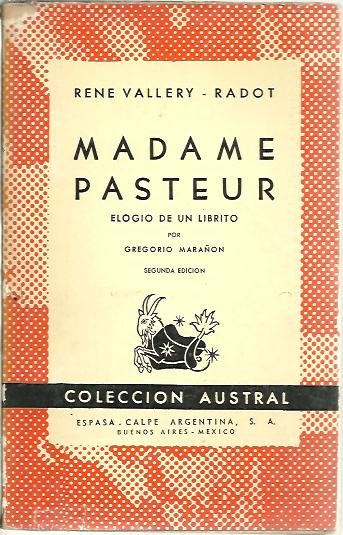 RENE VALLERY - RADOT
MADAME
PASTEUR
ELOGIO DE UN LIBRITO
POR
GREGORIO MARAÑON
SEGUNDA EDICION
COLECCION AUSTRAL
ESPASA - CALPE ARGENTINA, S. A.
BUENOS AIRES - MEXICO